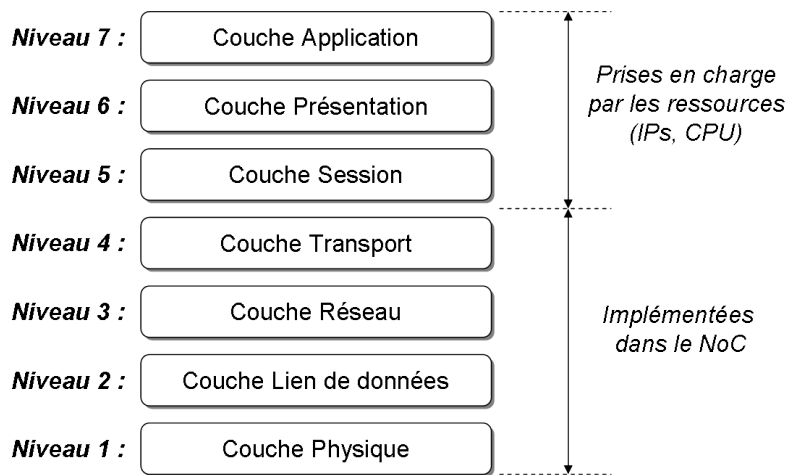 Niveau 7 : Couche Application
Prises en charge
par les ressources
(IPs, CPU)
Niveau 6 : Couche Présentation
Niveau 5 : Couche Session
Niveau 4 : Couche Transport
Niveau 3 : Couche Réseau
Implémentées
dans le NoC
Niveau 2 : Couche Lien de données
Niveau 1 : Couche Physique